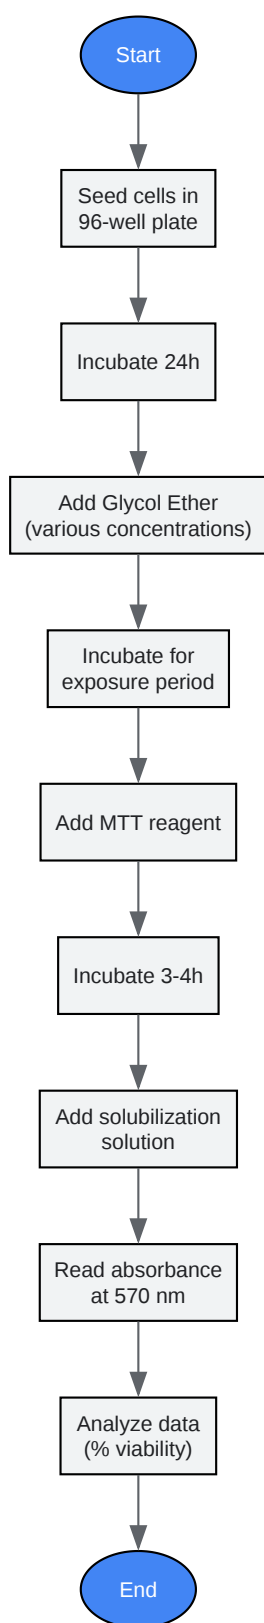 Start
Seed cells in
96-well plate
Incubate 24h
Add Glycol Ether
(various concentrations)
Incubate for
exposure period
Add MTT reagent
Incubate 3-4h
Add solubilization
solution
Read absorbance
at 570 nm
Analyze data
(% viability)
End